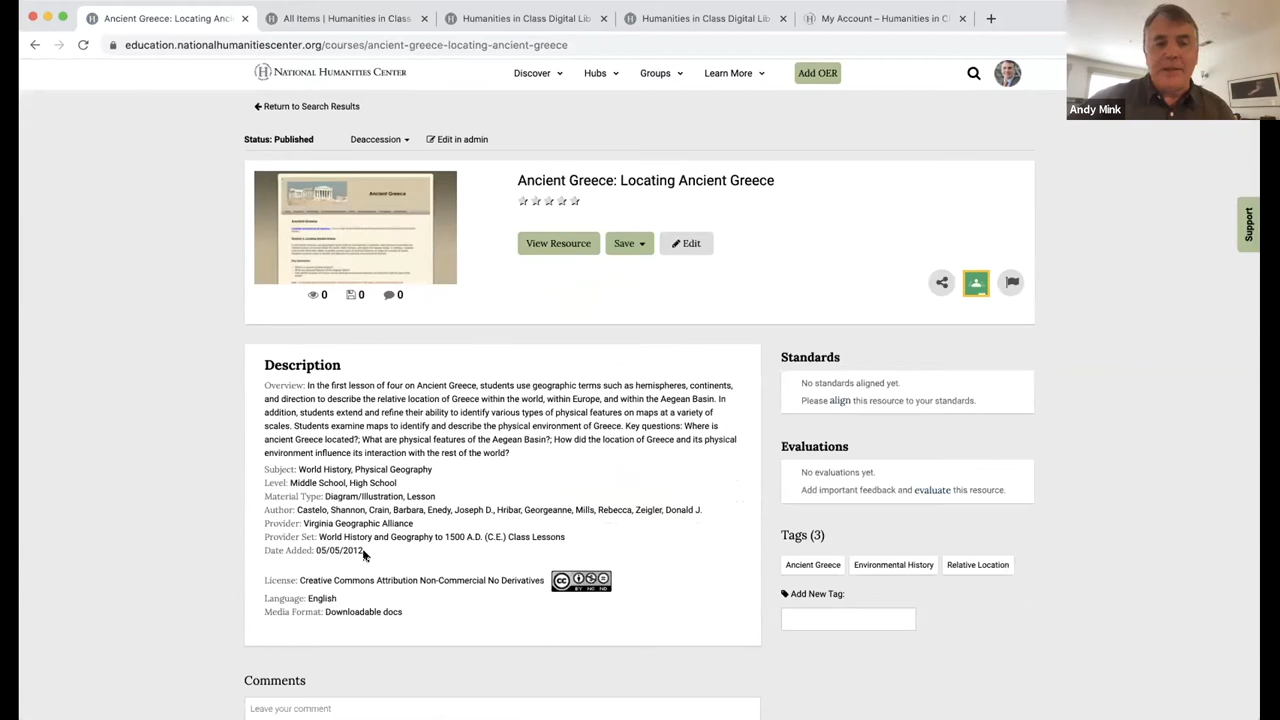 Ancient Greece: Locating Anci
All Items | Humanities in Class
Humanities in Class Digital Lib
Humanities in Class Digital Lib
My Account – Humanities in C
education.nationalhumanitiescenter.org/courses/ancient-greece-locating-ancient-greece
NATIONAL HUMANITIES CENTER
Discover
Hubs
Groups
Learn More
Add OER
Andy Mink
Return to Search Results
Status: Published
Deaccession
Edit in admin
Ancient Greece
Ancient Greece: Locating Ancient Greece
View Resource
Save
Edit
Support
0
0
0
Description
Overview: In the first lesson of four on Ancient Greece, students use geographic terms such as hemispheres, continents,
and direction to describe the relative location of Greece within the world, within Europe, and within the Aegean Basin. In
addition, students extend and refine their ability to identify various types of physical features on maps at a variety of
scales. Students examine maps to identify and describe the physical environment of Greece. Key questions: Where is
ancient Greece located?; What are physical features of the Aegean Basin?; How did the location of Greece and its physical
environment influence its interaction with the rest of the world?
Subject: World History, Physical Geography
Level: Middle School, High School
Material Type: Diagram/Illustration, Lesson
Author: Castelo, Shannon, Crain, Barbara, Enedy, Joseph D., Hribar, Georgeanne, Mills, Rebecca, Zeigler, Donald J.
Provider: Virginia Geographic Alliance
Provider Set: World History and Geography to 1500 A.D. (C.E.) Class Lessons
Date Added: 05/05/2012
License: Creative Commons Attribution Non-Commercial No Derivatives
cc BY NC ND
Language: English
Media Format: Downloadable docs
Standards
No standards aligned yet.
Please align this resource to your standards.
Evaluations
No evaluations yet.
Add important feedback and evaluate this resource.
Tags (3)
Ancient Greece
Environmental History
Relative Location
Add New Tag:
Comments
Leave your comment